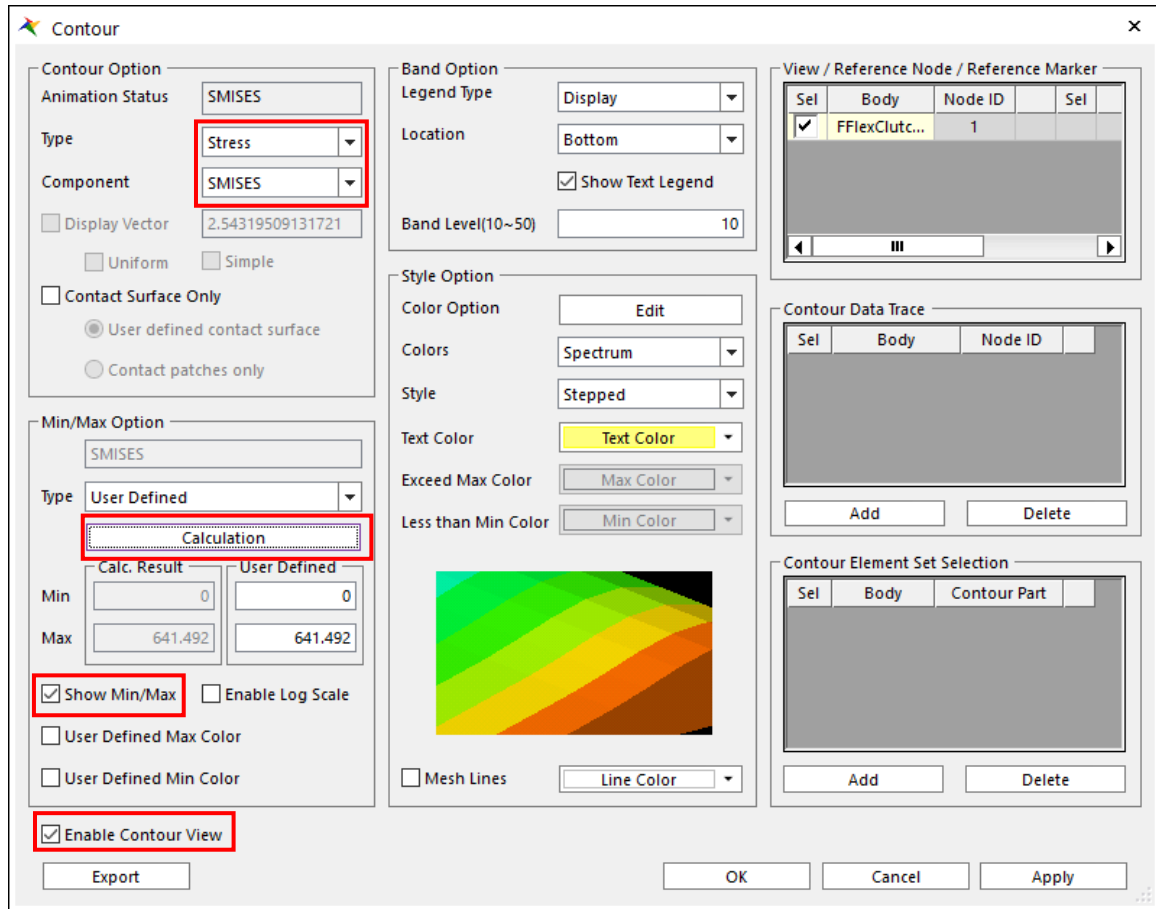 Contour
Contour Option
Animation Status SMISES
Type Stress
Component SMISES
Display Vector 2.54319509131721
Uniform Simple
Contact Surface Only
User defined contact surface
Contact patches only
Min/Max Option
SMISES
Type User Defined
Calculation
Calc. Result User Defined
Min 0 0
Max 641.492 641.492
Show Min/Max Enable Log Scale
User Defined Max Color
User Defined Min Color
Enable Contour View
Export
Band Option
Legend Type Display
Location Bottom
Show Text Legend
Band Level(10~50) 10
Style Option
Color Option Edit
Colors Spectrum
Style Stepped
Text Color Text Color
Exceed Max Color Max Color
Less than Min Color Min Color
Mesh Lines Line Color
View / Reference Node / Reference Marker
Sel Body Node ID Sel
FFlexClutc... 1
Contour Data Trace
Sel Body Node ID
Add Delete
Contour Element Set Selection
Sel Body Contour Part
Add Delete
OK Cancel Apply